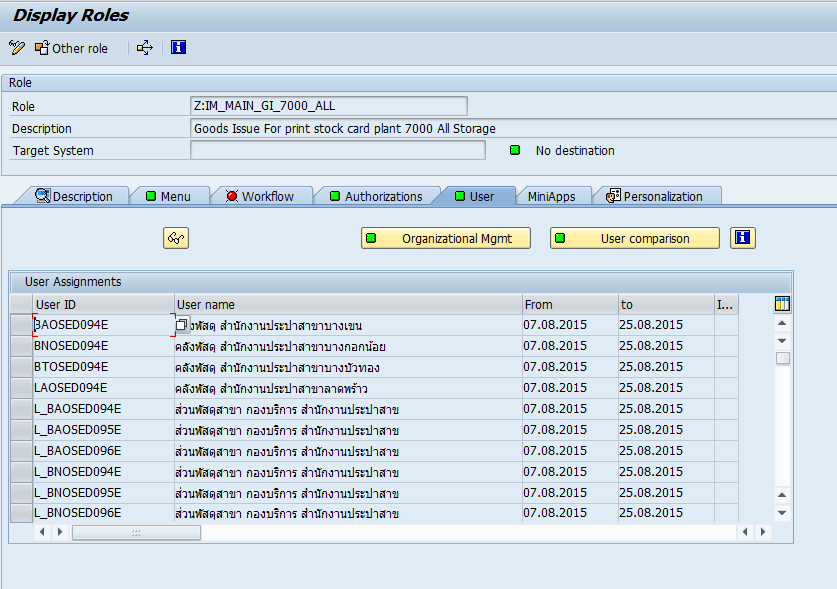 Display Roles
Other role
Role
Role Z:IM_MAIN_GI_7000_ALL
Description Goods Issue For print stock card plant 7000 All Storage
Target System No destination
Description Menu Workflow Authorizations User MiniApps Personalization
Organizational Mgmt User comparison
User Assignments
User ID User name From to I...
BAOSED094E ังพัสดุ สำนักงานประปาสาขาบางเขน 07.08.2015 25.08.2015
BNOSED094E คลังพัสดุ สำนักงานประปาสาขาบางกอกน้อย 07.08.2015 25.08.2015
BTOSED094E คลังพัสดุ สำนักงานประปาสาขาบางบัวทอง 07.08.2015 25.08.2015
LAOSED094E คลังพัสดุ สำนักงานประปาสาขาลาดพร้าว 07.08.2015 25.08.2015
L_BAOSED094E ส่วนพัสดุสาขา กองบริการ สำนักงานประปาสาข 07.08.2015 25.08.2015
L_BAOSED095E ส่วนพัสดุสาขา กองบริการ สำนักงานประปาสาข 07.08.2015 25.08.2015
L_BAOSED096E ส่วนพัสดุสาขา กองบริการ สำนักงานประปาสาข 07.08.2015 25.08.2015
L_BNOSED094E ส่วนพัสดุสาขา กองบริการ สำนักงานประปาสาข 07.08.2015 25.08.2015
L_BNOSED095E ส่วนพัสดุสาขา กองบริการ สำนักงานประปาสาข 07.08.2015 25.08.2015
L_BNOSED096E ส่วนพัสดุสาขา กองบริการ สำนักงานประปาสาข 07.08.2015 25.08.2015